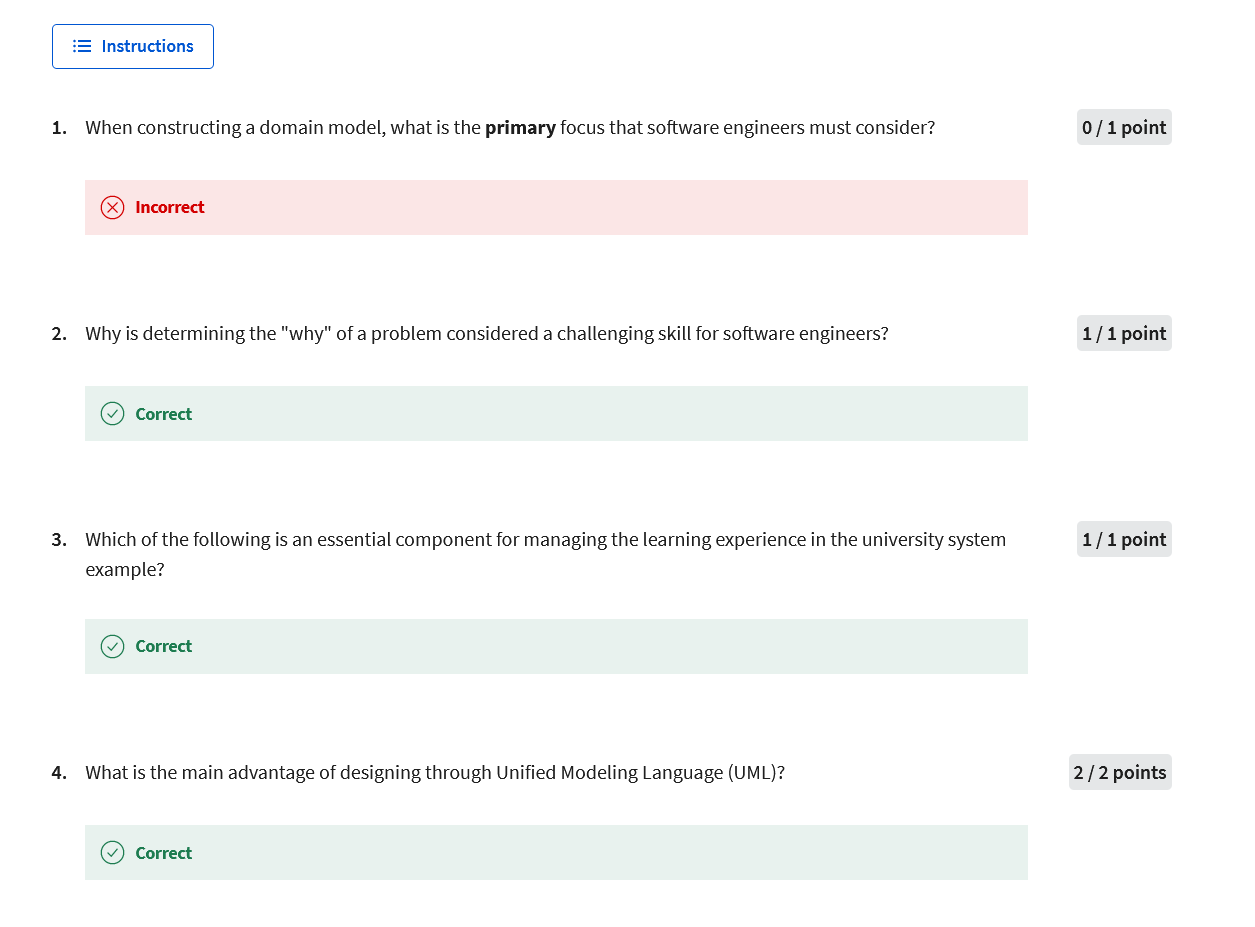 Instructions
1. When constructing a domain model, what is the primary focus that software engineers must consider? 0 / 1 point
Incorrect
2. Why is determining the "why" of a problem considered a challenging skill for software engineers? 1 / 1 point
Correct
3. Which of the following is an essential component for managing the learning experience in the university system 1 / 1 point
example?
Correct
4. What is the main advantage of designing through Unified Modeling Language (UML)? 2 / 2 points
Correct